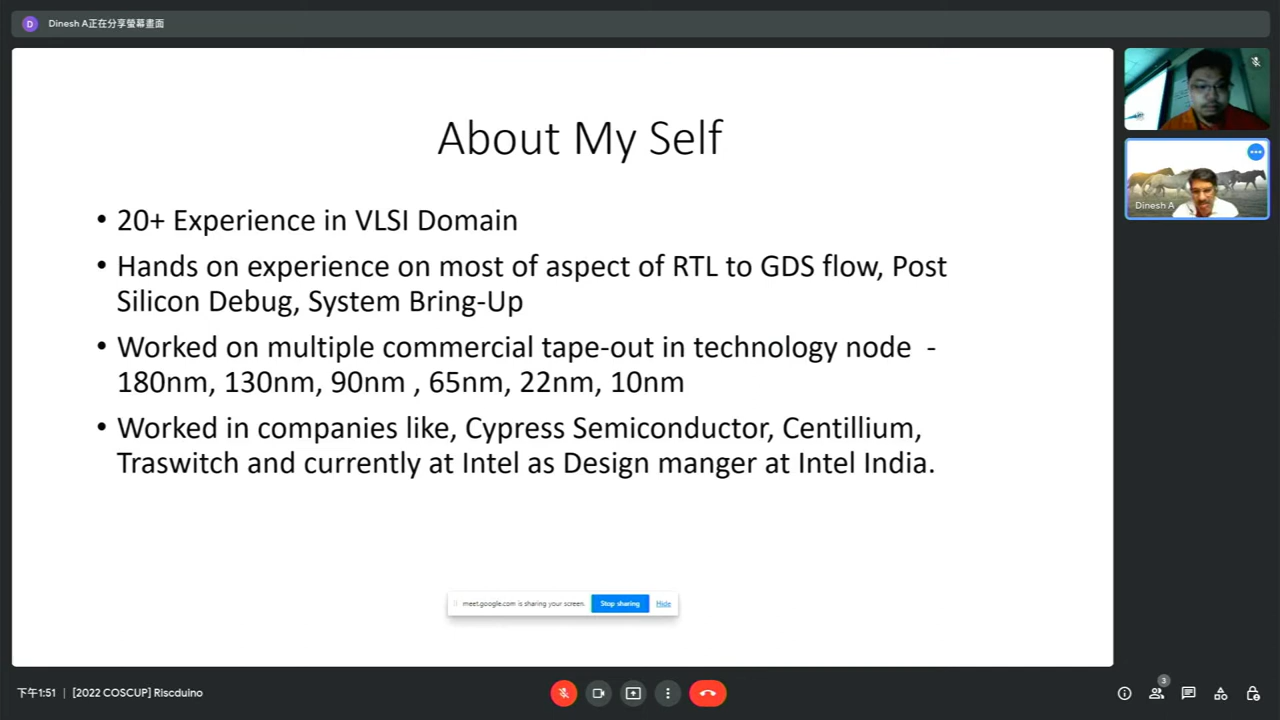 D Dinesh A正在分享螢幕畫面
About My Self
• 20+ Experience in VLSI Domain
• Hands on experience on most of aspect of RTL to GDS flow, Post
Silicon Debug, System Bring-Up
• Worked on multiple commercial tape-out in technology node -
180nm, 130nm, 90nm , 65nm, 22nm, 10nm
• Worked in companies like, Cypress Semiconductor, Centillium,
Traswitch and currently at Intel as Design manger at Intel India.
Dinesh A
meet.google.com is sharing your screen. Stop sharing Hide
下午1:51 | [2022 COSCUP] Riscduino
3